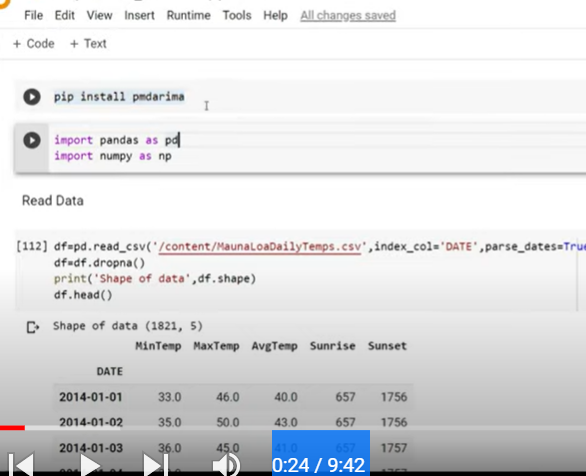 File Edit View Insert Runtime Tools Help All changes saved
+ Code + Text
pip install pmdarima
import pandas as pd
import numpy as np
Read Data
[112] df=pd.read_csv('/content/MaunaLoaDailyTemps.csv',index_col='DATE',parse_dates=True
df=df.dropna()
print('Shape of data',df.shape)
df.head()
Shape of data (1821, 5)
MinTemp MaxTemp AvgTemp Sunrise Sunset
DATE
2014-01-01 33.0 46.0 40.0 657 1756
2014-01-02 35.0 50.0 43.0 657 1756
2014-01-03 36.0 45.0 41.0 657 1757
0:24 / 9:42